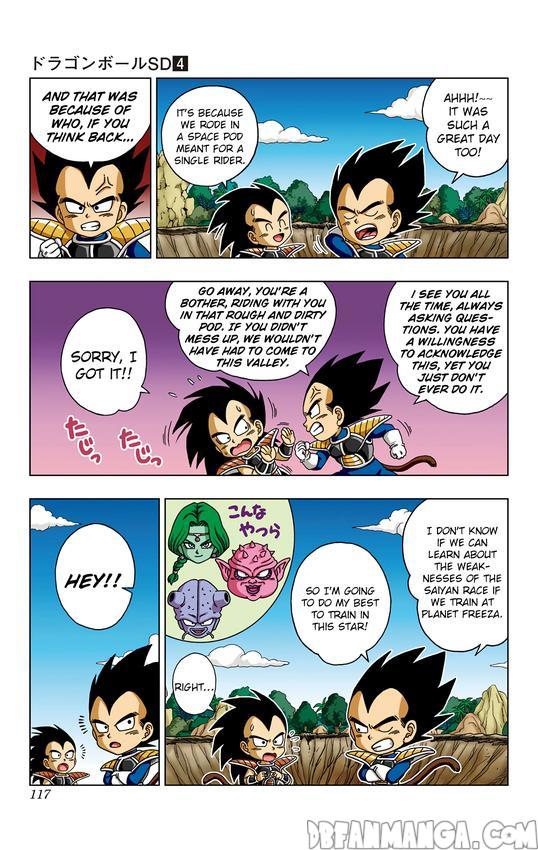 ドラゴンボールSD4
AHHH!~~
IT WAS
SUCH A
GREAT DAY
TOO!
IT'S BECAUSE
WE RODE IN
A SPACE POD
MEANT FOR A
SINGLE RIDER.
AND THAT WAS
BECAUSE OF
WHO, IF YOU
THINK BACK...
I SEE YOU ALL
THE TIME, ALWAYS
ASKING QUES-
TIONS. YOU HAVE
A WILLINGNESS
TO ACKNOWLEDGE
THIS, YET YOU
JUST DON'T
EVER DO IT.
GO AWAY, YOU'RE A
BOTHER, RIDING WITH YOU
IN THAT ROUGH AND DIRTY
POD. IF YOU DIDN'T
MESS UP, WE WOULDN'T
HAVE HAD TO COME TO
THIS VALLEY.
SORRY, I
GOT IT!!
たじっ
たじっ
I DON'T KNOW
IF WE CAN
LEARN ABOUT
THE WEAK-
NESSES OF THE
SAIYAN RACE IF
WE TRAIN AT
PLANET FREEZA.
こんな
やつら
SO I'M GOING
TO DO MY BEST
TO TRAIN IN
THIS STAR!
RIGHT...
HEY!!
117
DBFANMANGA.COM